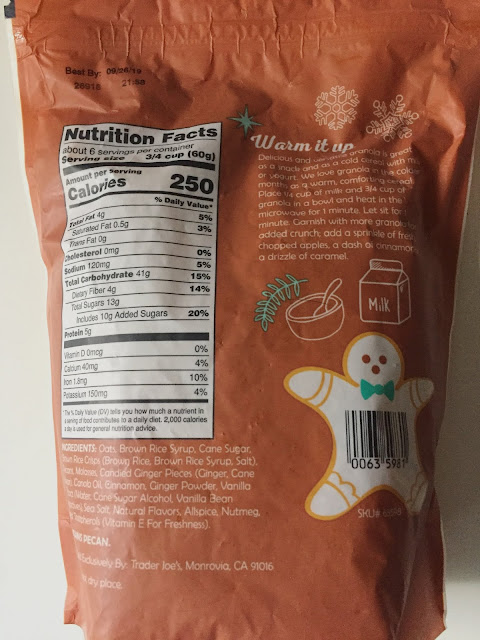 Best By: 09/26/19
26918 21:58
Nutrition Facts
about 6 servings per container
Serving size 3/4 cup (60g)
Amount per serving
Calories 250
% Daily Value*
Total Fat 4g 5%
Saturated Fat 0.5g 3%
Trans Fat 0g
Cholesterol 0mg 0%
Sodium 120mg 5%
Total Carbohydrate 41g 15%
Dietary Fiber 4g 14%
Total Sugars 13g
Includes 10g Added Sugars 20%
Protein 5g
Vitamin D 0mcg 0%
Calcium 40mg 4%
Iron 1.8mg 10%
Potassium 150mg 4%
*The % Daily Value (DV) tells you how much a nutrient in
a serving of food contributes to a daily diet. 2,000 calories
a day is used for general nutrition advice.
INGREDIENTS: Oats, Brown Rice Syrup, Cane Sugar,
Brown Rice Crisps (Brown Rice, Brown Rice Syrup, Salt),
Molasses, Candied Ginger Pieces (Ginger, Cane
Canola Oil, Cinnamon, Ginger Powder, Vanilla
(Water, Cane Sugar Alcohol, Vanilla Bean
Sea Salt, Natural Flavors, Allspice, Nutmeg,
Tocopherols (Vitamin E For Freshness).
PECAN.
Exclusively By: Trader Joe's, Monrovia, CA 91016
dry place.
Warm it up
Delicious and granola is great
as a snack and as a cold cereal with milk
or yogurt. We love granola in the colder
months as a warm, comforting cereal.
Place 1/4 cup of milk and 3/4 cup of
granola in a bowl and heat in the
microwave for 1 minute. Let sit for 1
minute. Garnish with more granola for
added crunch; add a sprinkle of fresh
chopped apples, a dash of cinnamon,
a drizzle of caramel.
MiLK
0063 5981
SKU#